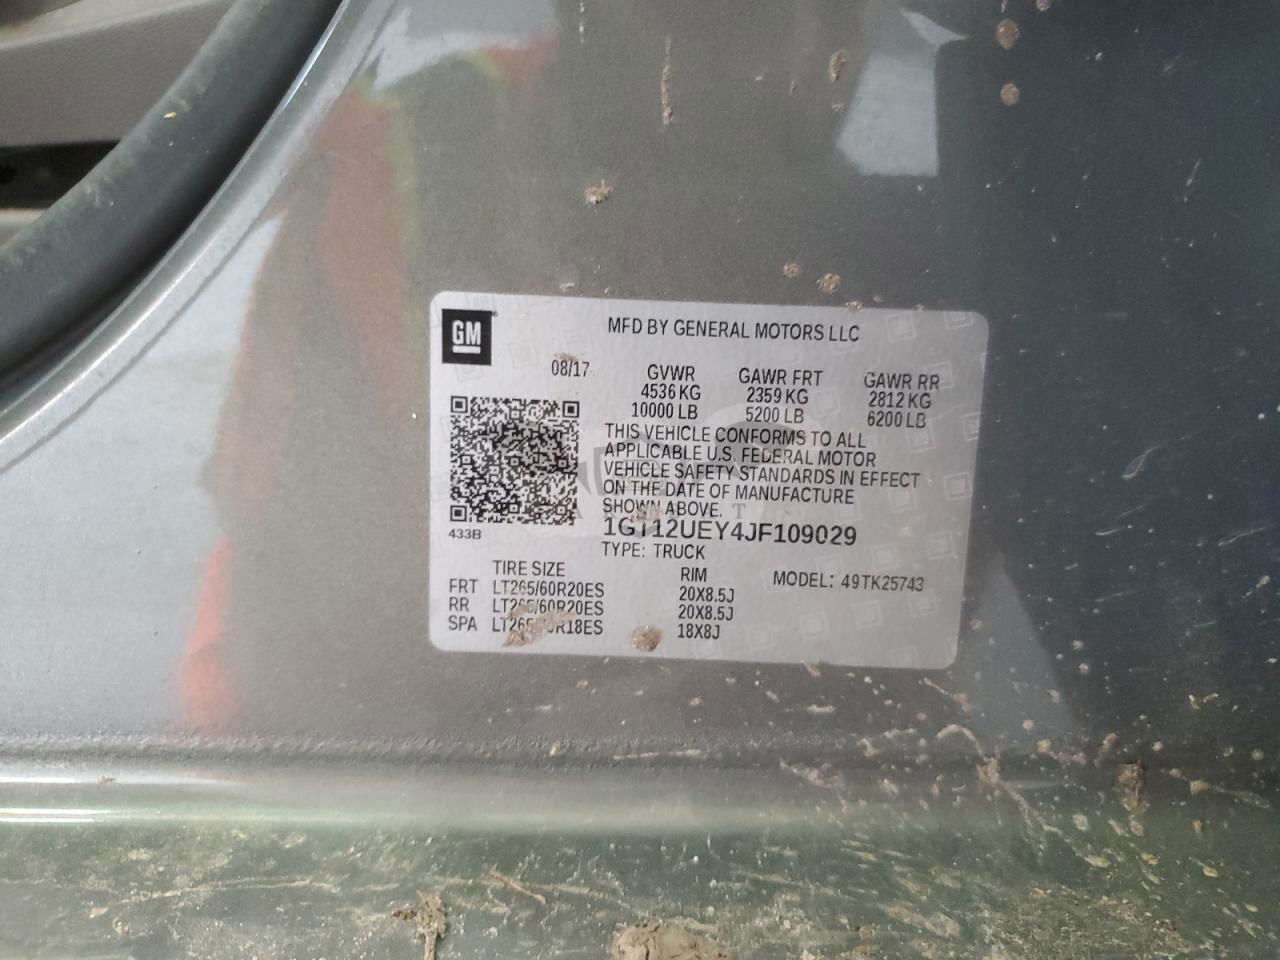 GM
MFD BY GENERAL MOTORS LLC
08/17
GVWR GAWR FRT GAWR RR
4536 KG 2359 KG 2812 KG
10000 LB 5200 LB 6200 LB
THIS VEHICLE CONFORMS TO ALL
APPLICABLE U.S. FEDERAL MOTOR
VEHICLE SAFETY STANDARDS IN EFFECT
ON THE DATE OF MANUFACTURE
SHOWN ABOVE.
433B
1GT12UEY4JF109029
TYPE: TRUCK
TIRE SIZE RIM MODEL: 49TK25743
FRT LT265/60R20ES 20X8.5J
RR LT265/60R20ES 20X8.5J
SPA 18X8J